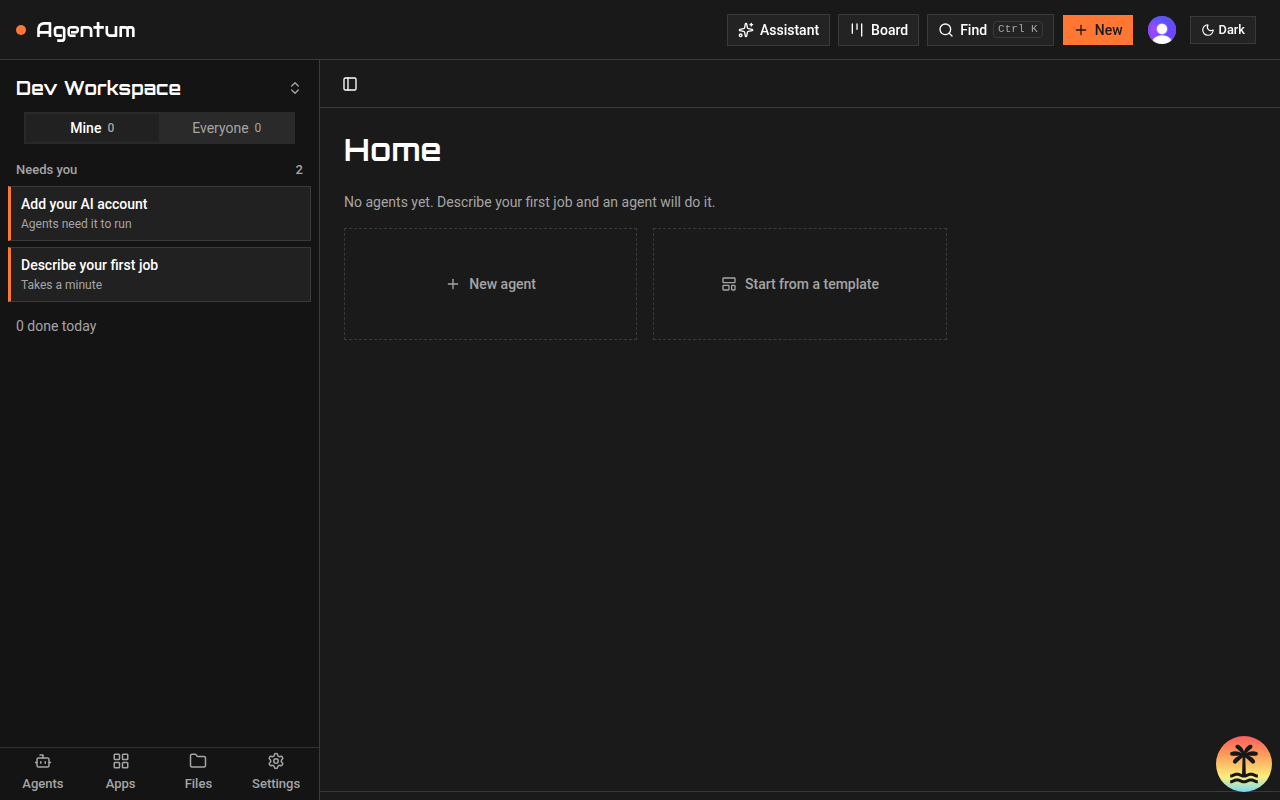 Agentum
Assistant
Board
Find Ctrl K
New
Dark
Dev Workspace
Mine 0
Everyone 0
Needs you 2
Add your AI account
Agents need it to run
Describe your first job
Takes a minute
0 done today
Agents
Apps
Files
Settings
Home
No agents yet. Describe your first job and an agent will do it.
New agent
Start from a template